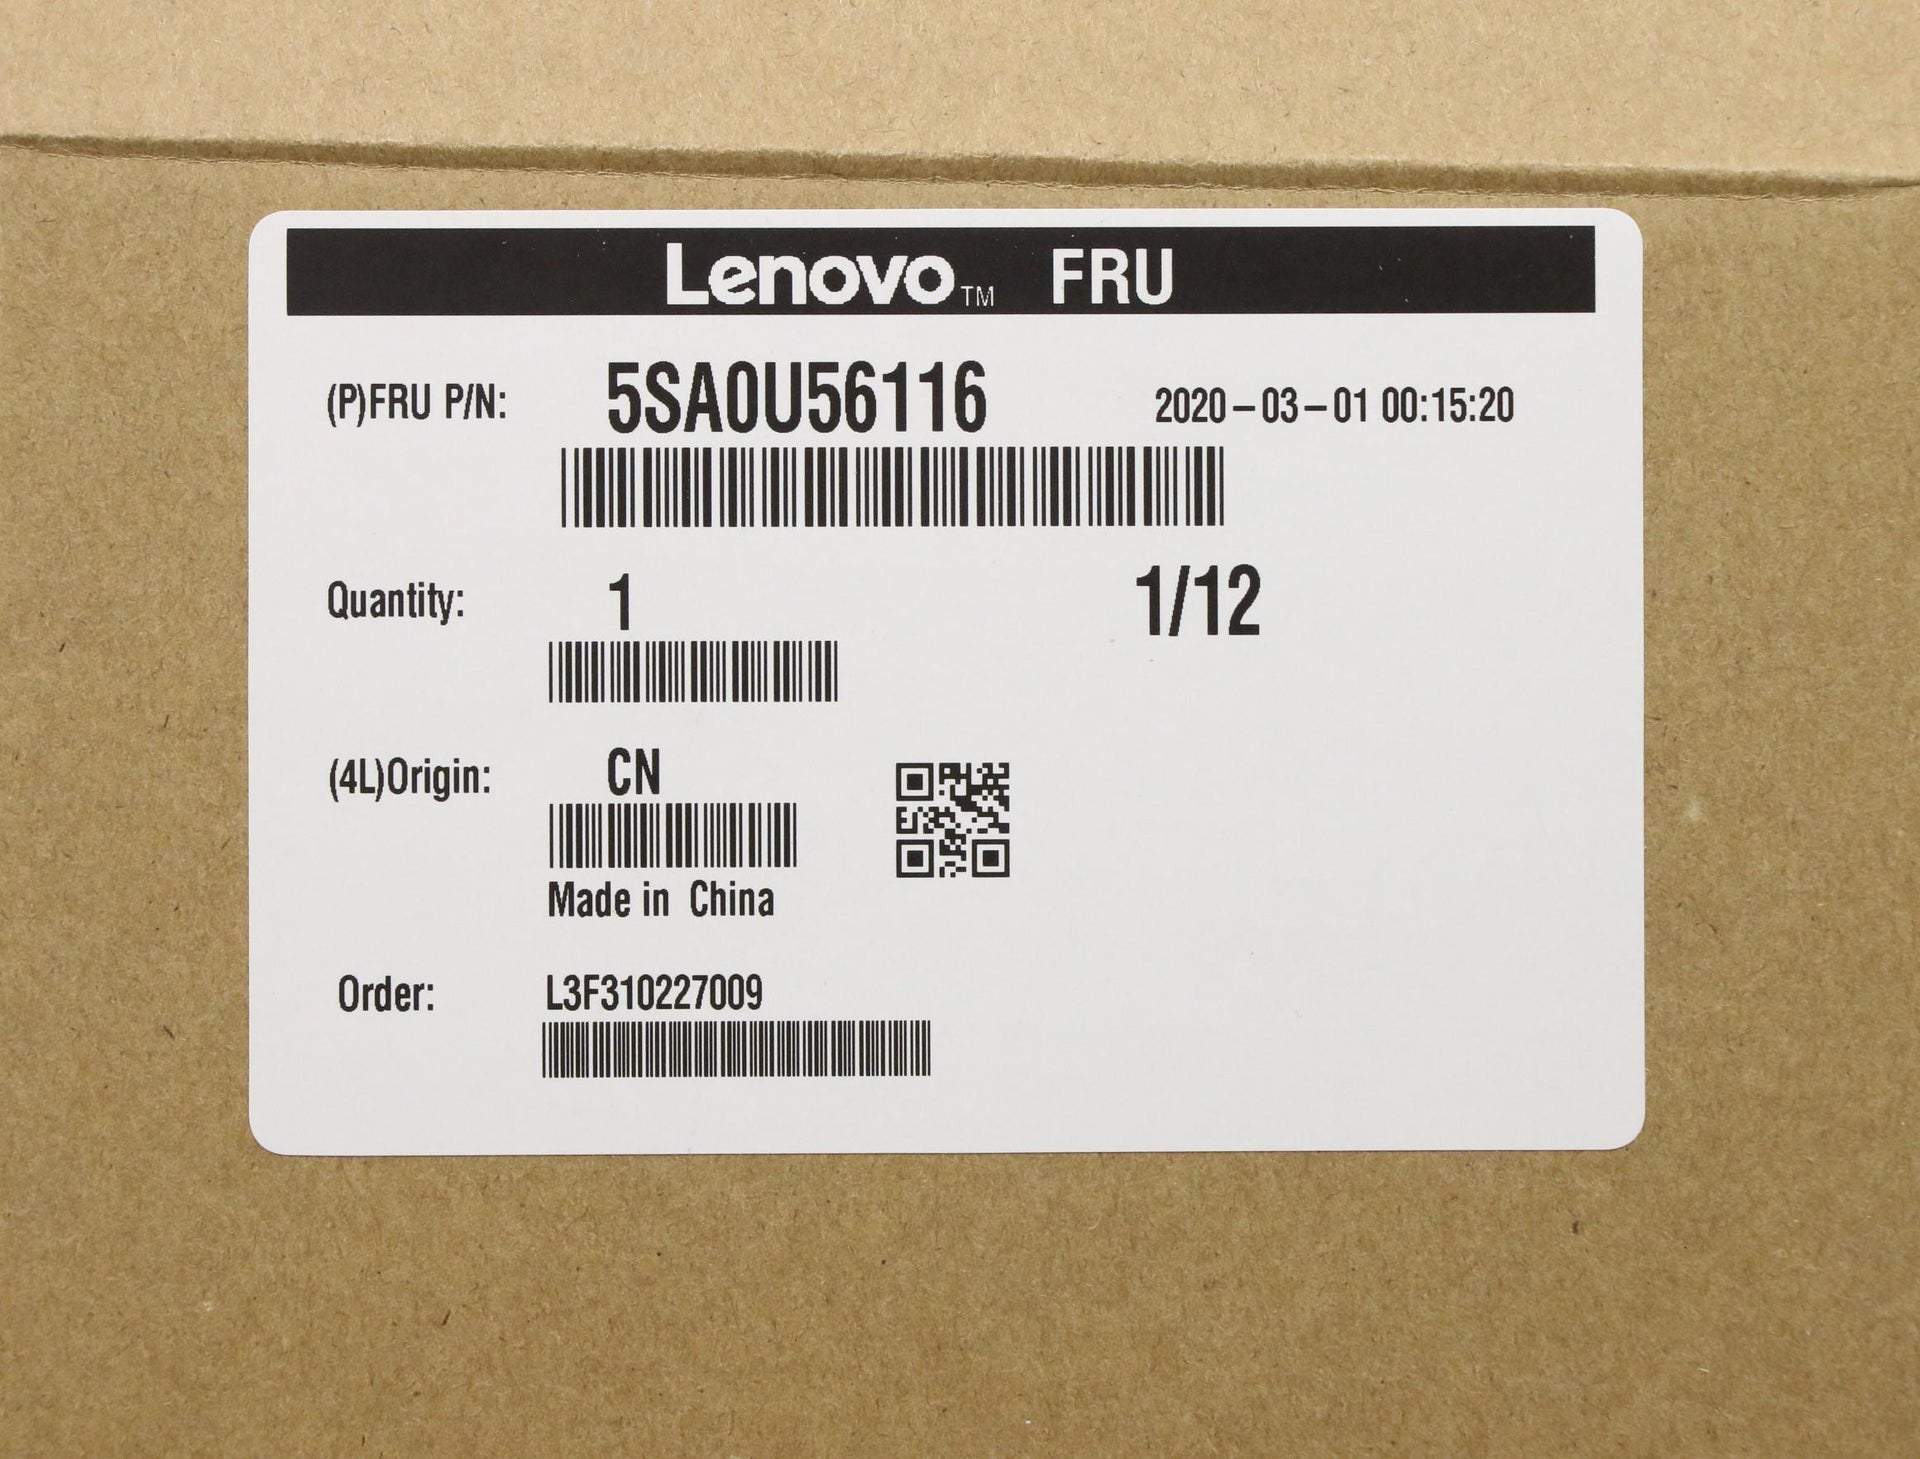 Lenovo™ FRU
(P)FRU P/N: 5SA0U56116 2020-03-01 00:15:20
Quantity: 1 1/12
(4L)Origin: CN
Made in China
Order: L3F310227009